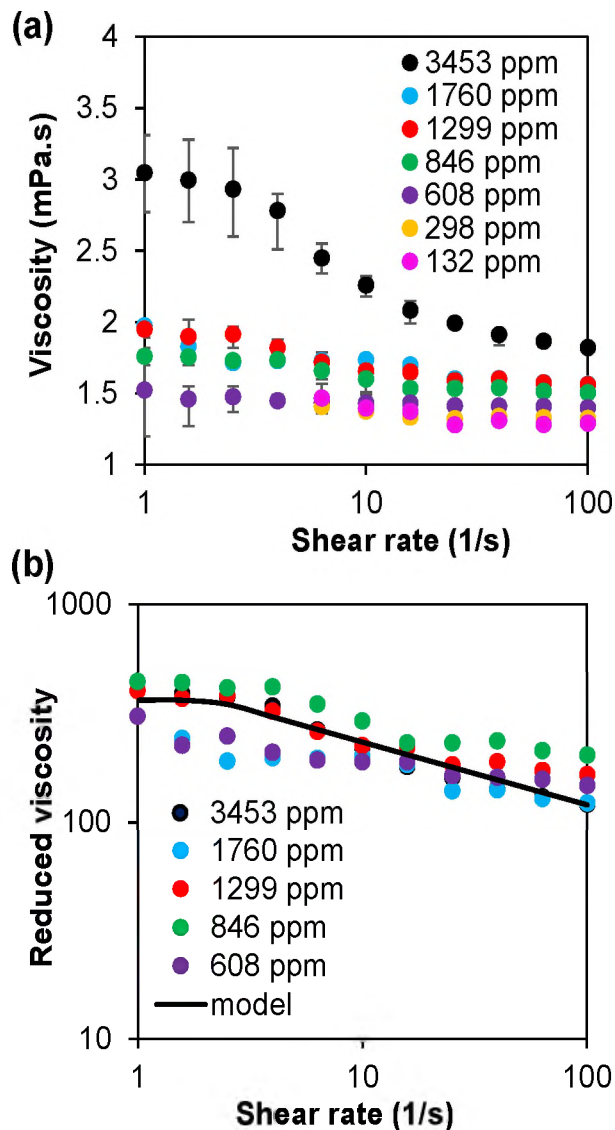 (a)
4
3.5
3
2.5
2
1.5
1
Viscosity (mPa.s)
3453 ppm
1760 ppm
1299 ppm
846 ppm
608 ppm
298 ppm
132 ppm
1 10 100
Shear rate (1/s)
(b)
1000
100
10
Reduced viscosity
3453 ppm
1760 ppm
1299 ppm
846 ppm
608 ppm
model
1 10 100
Shear rate (1/s)